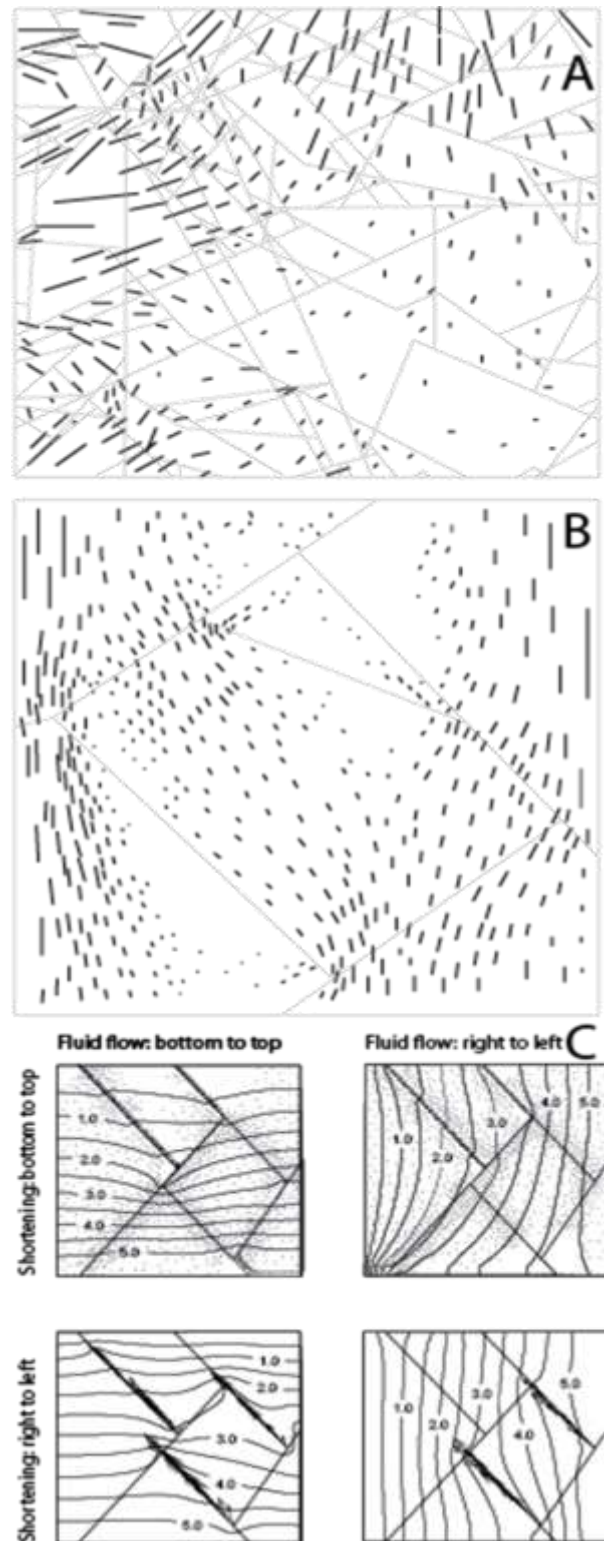 A
B
C
Fluid flow: bottom to top
Fluid flow: right to left
Shortening: bottom to top
1.0
2.0
3.0
4.0
5.0
1.0
2.0
3.0
4.0
5.0
Shortening: right to left
1.0
2.0
3.0
4.0
5.0
1.0
2.0
3.0
4.0
5.0